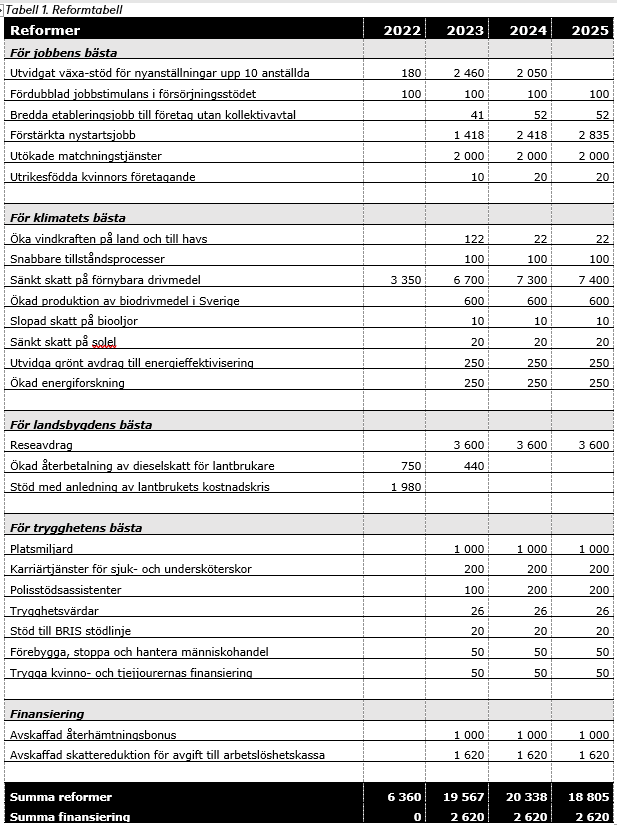 Tabell 1. Reformtabell
Reformer 2022 2023 2024 2025
För jobbens bästa
Utvidgat växa-stöd för nyanställningar upp 10 anställda 180 2 460 2 050
Fördubblad jobbstimulans i försörjningsstödet 100 100 100 100
Bredda etableringsjobb till företag utan kollektivavtal 41 52 52
Förstärkta nystartsjobb 1 418 2 418 2 835
Utökade matchningstjänster 2 000 2 000 2 000
Utrikesfödda kvinnors företagande 10 20 20
För klimatets bästa
Öka vindkraften på land och till havs 122 22 22
Snabbare tillståndsprocesser 100 100 100
Sänkt skatt på förnybara drivmedel 3 350 6 700 7 300 7 400
Ökad produktion av biodrivmedel i Sverige 600 600 600
Slopad skatt på biooljor 10 10 10
Sänkt skatt på solel 20 20 20
Utvidga grönt avdrag till energieffektivisering 250 250 250
Ökad energiforskning 250 250 250
För landsbygdens bästa
Reseavdrag 3 600 3 600 3 600
Ökad återbetalning av dieselskatt för lantbrukare 750 440
Stöd med anledning av lantbrukets kostnadskris 1 980
För trygghetens bästa
Platsmiljard 1 000 1 000 1 000
Karriärtjänster för sjuk- och undersköterskor 200 200 200
Polisstödsassistenter 100 200 200
Trygghetsvärdar 26 26 26
Stöd till BRIS stödlinje 20 20 20
Förebygga, stoppa och hantera människohandel 50 50 50
Trygga kvinno- och tjejjourernas finansiering 50 50 50
Finansiering
Avskaffad återhämtningsbonus 1 000 1 000 1 000
Avskaffad skattereduktion för avgift till arbetslöshetskassa 1 620 1 620 1 620
Summa reformer 6 360 19 567 20 338 18 805
Summa finansiering 0 2 620 2 620 2 620